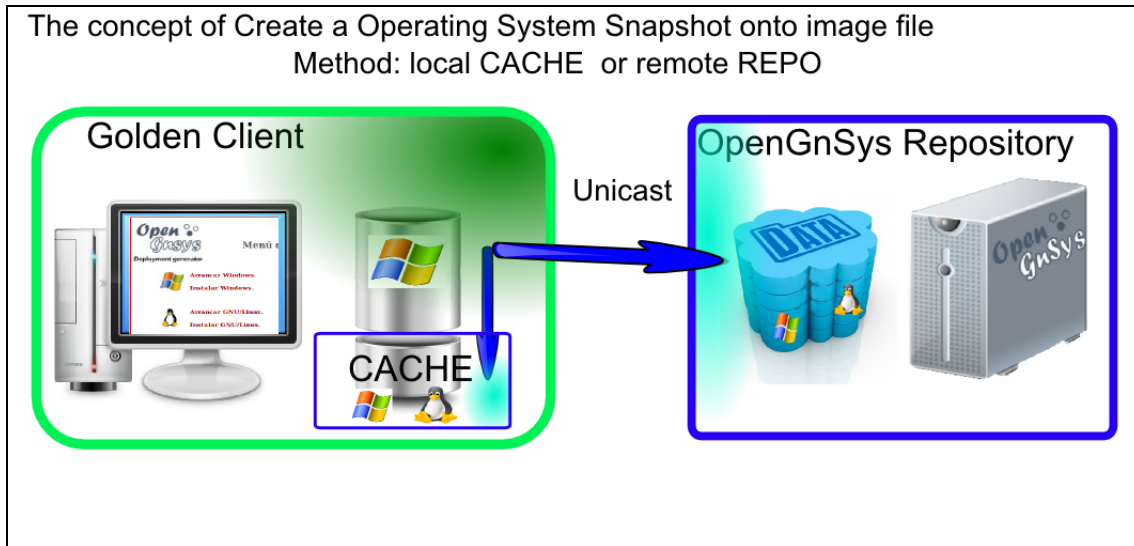 The concept of Create a Operating System Snapshot onto image file
Method: local CACHE or remote REPO
Golden Client
OpenGnSys Repository
Unicast
Open
Gnsys
Menú
Deployment generator
Arrancar Windows.
Instalar Windows.
Arrancar GNU/Linux.
Instalar GNU/Linux.
DATA
Open
GnSys
CACHE